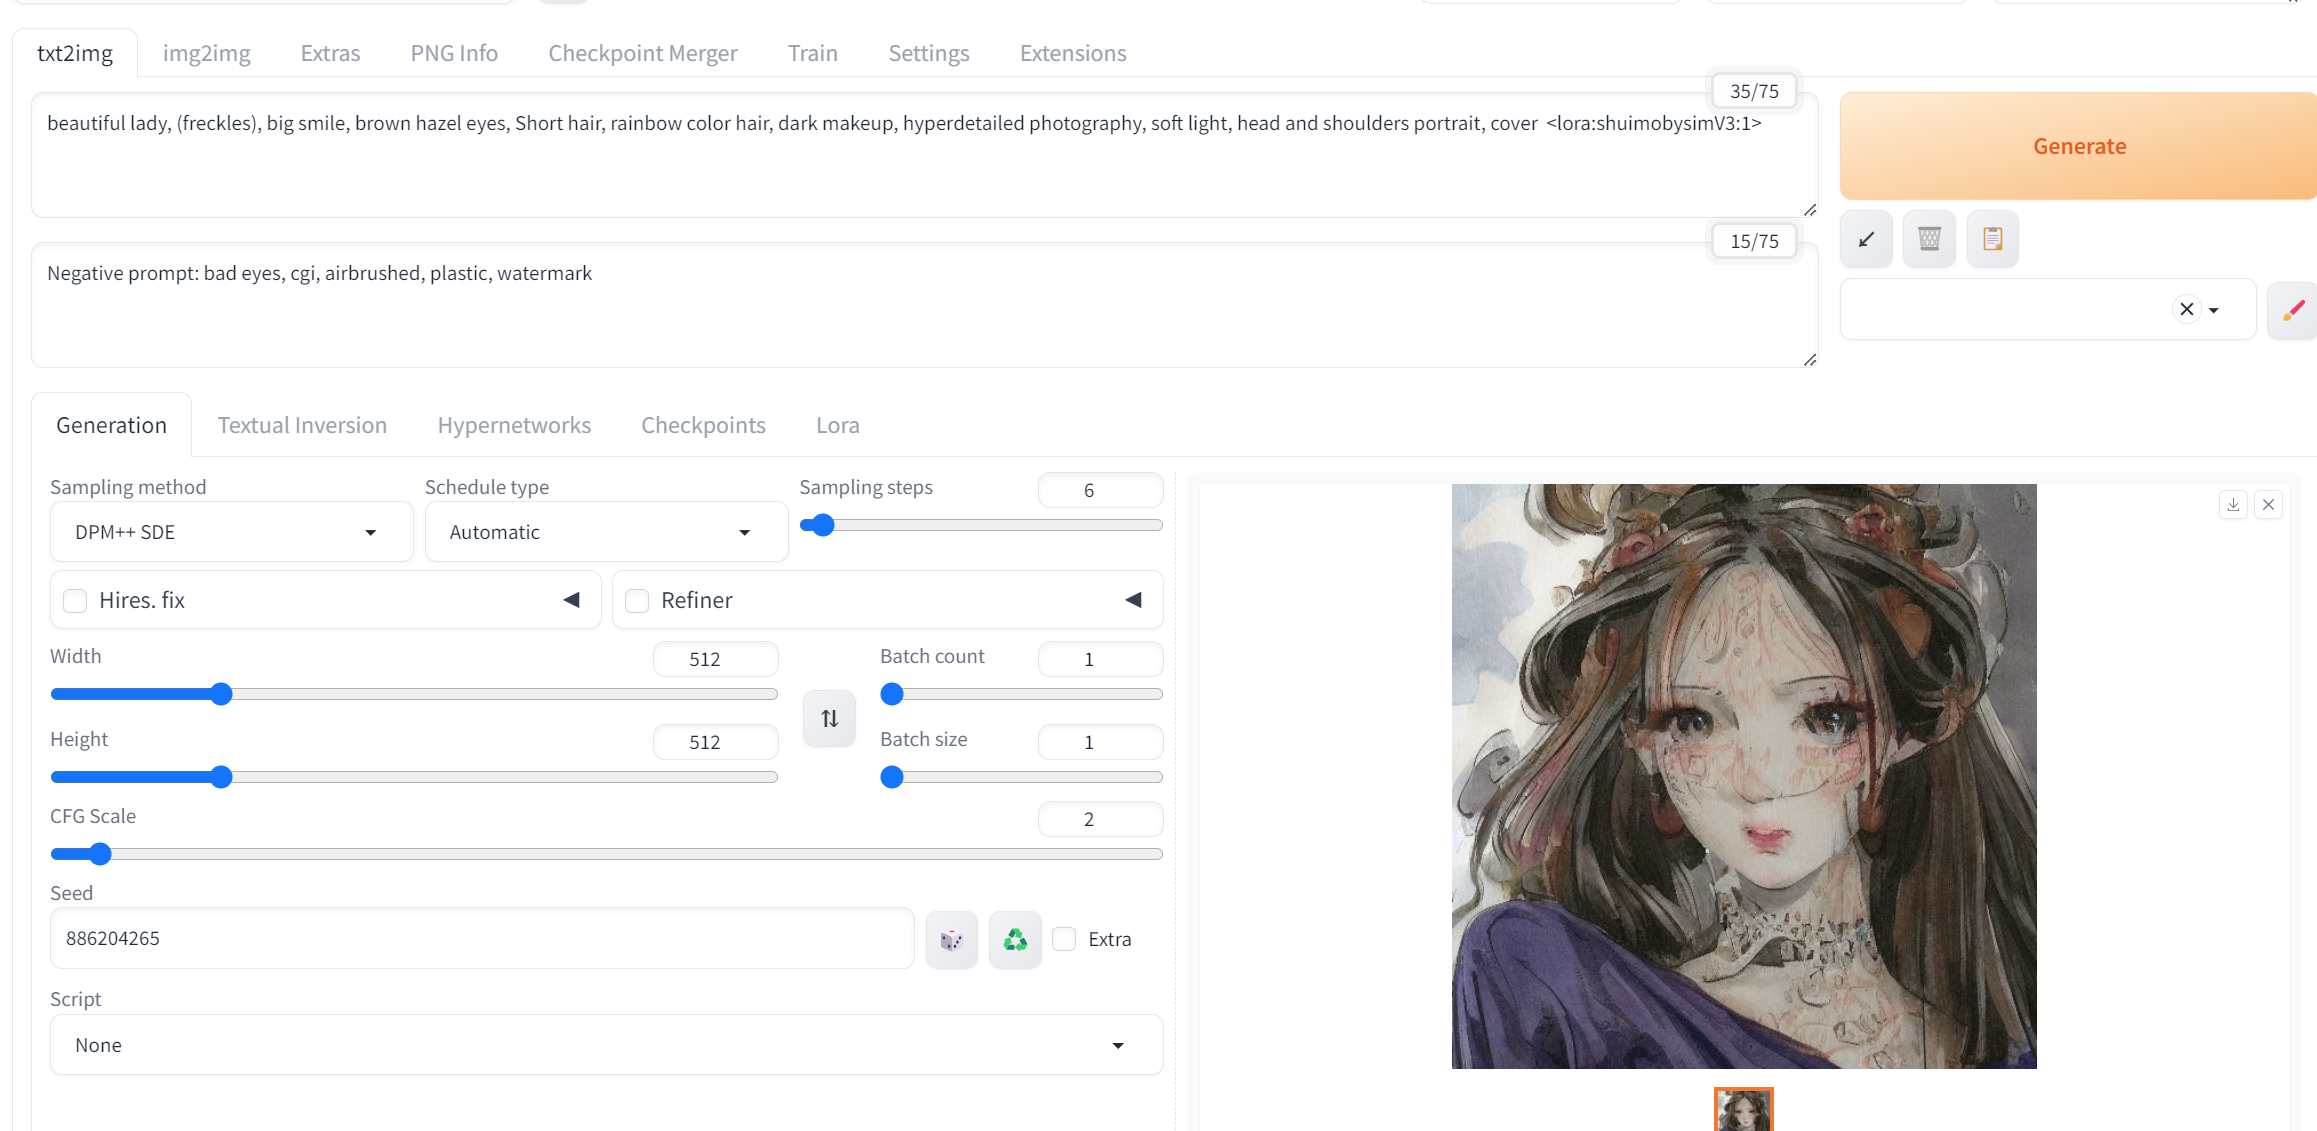 txt2img img2img Extras PNG Info Checkpoint Merger Train Settings Extensions
35/75
beautiful lady, (freckles), big smile, brown hazel eyes, Short hair, rainbow color hair, dark makeup, hyperdetailed photography, soft light, head and shoulders portrait, cover <lora:shuimobysimV3:1>
Generate
15/75
Negative prompt: bad eyes, cgi, airbrushed, plastic, watermark
Generation Textual Inversion Hypernetworks Checkpoints Lora
Sampling method Schedule type Sampling steps 6
DPM++ SDE Automatic
Hires. fix Refiner
Width 512 Batch count 1
Height 512 Batch size 1
CFG Scale 2
Seed
886204265 Extra
Script
None